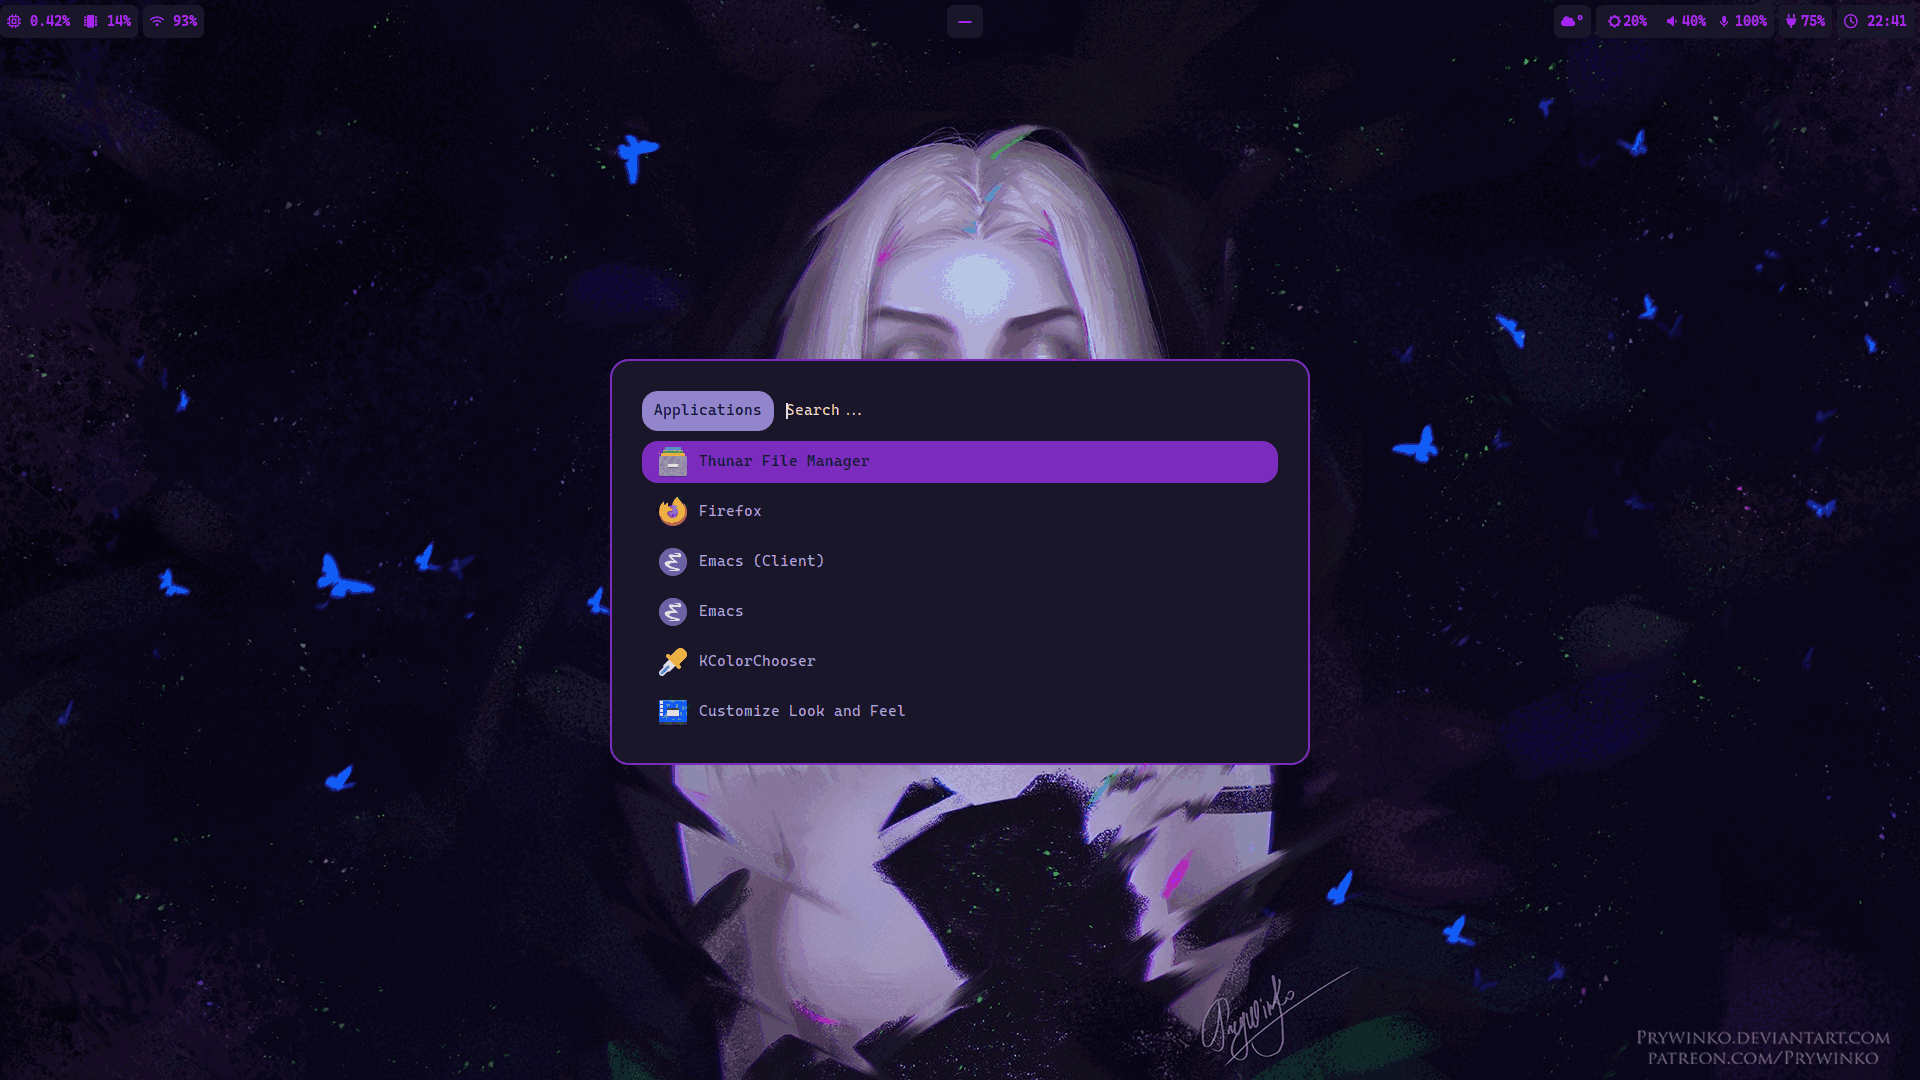 0.42% 14% 93%
° 20% 40% 100% 75% 22:41
Applications Search...
Thunar File Manager
Firefox
Emacs (Client)
Emacs
KColorChooser
Customize Look and Feel
Prywinko
Prywinko.deviantart.com
patreon.com/Prywinko